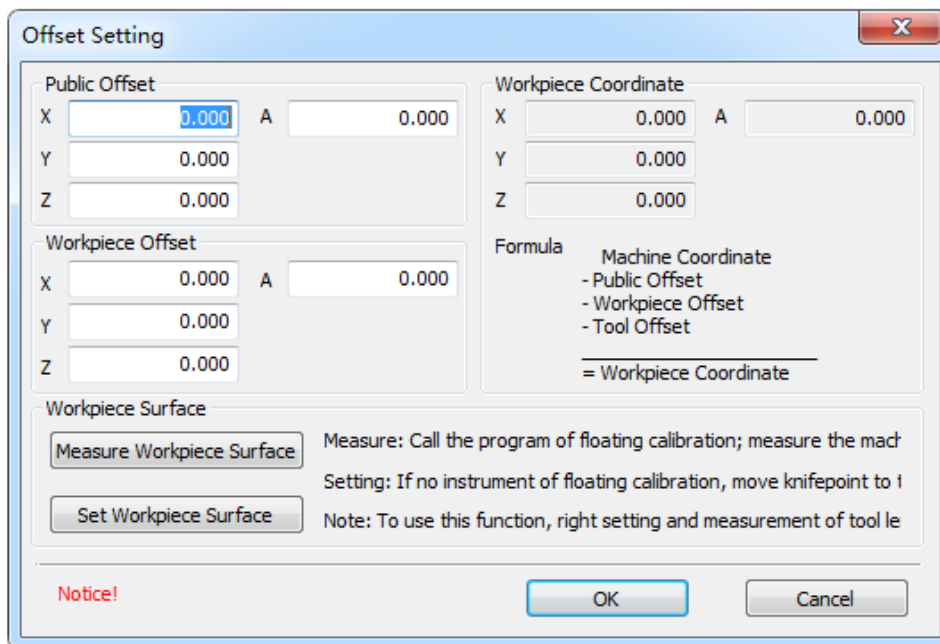 Offset Setting
Public Offset
X 0.000 A 0.000
Y 0.000
Z 0.000
Workpiece Offset
X 0.000 A 0.000
Y 0.000
Z 0.000
Workpiece Coordinate
X 0.000 A 0.000
Y 0.000
Z 0.000
Formula
Machine Coordinate
- Public Offset
- Workpiece Offset
- Tool Offset
= Workpiece Coordinate
Workpiece Surface
Measure Workpiece Surface
Measure: Call the program of floating calibration; measure the mach
Setting: If no instrument of floating calibration, move knifepoint to
Set Workpiece Surface
Note: To use this function, right setting and measurement of tool le
Notice!
OK
Cancel